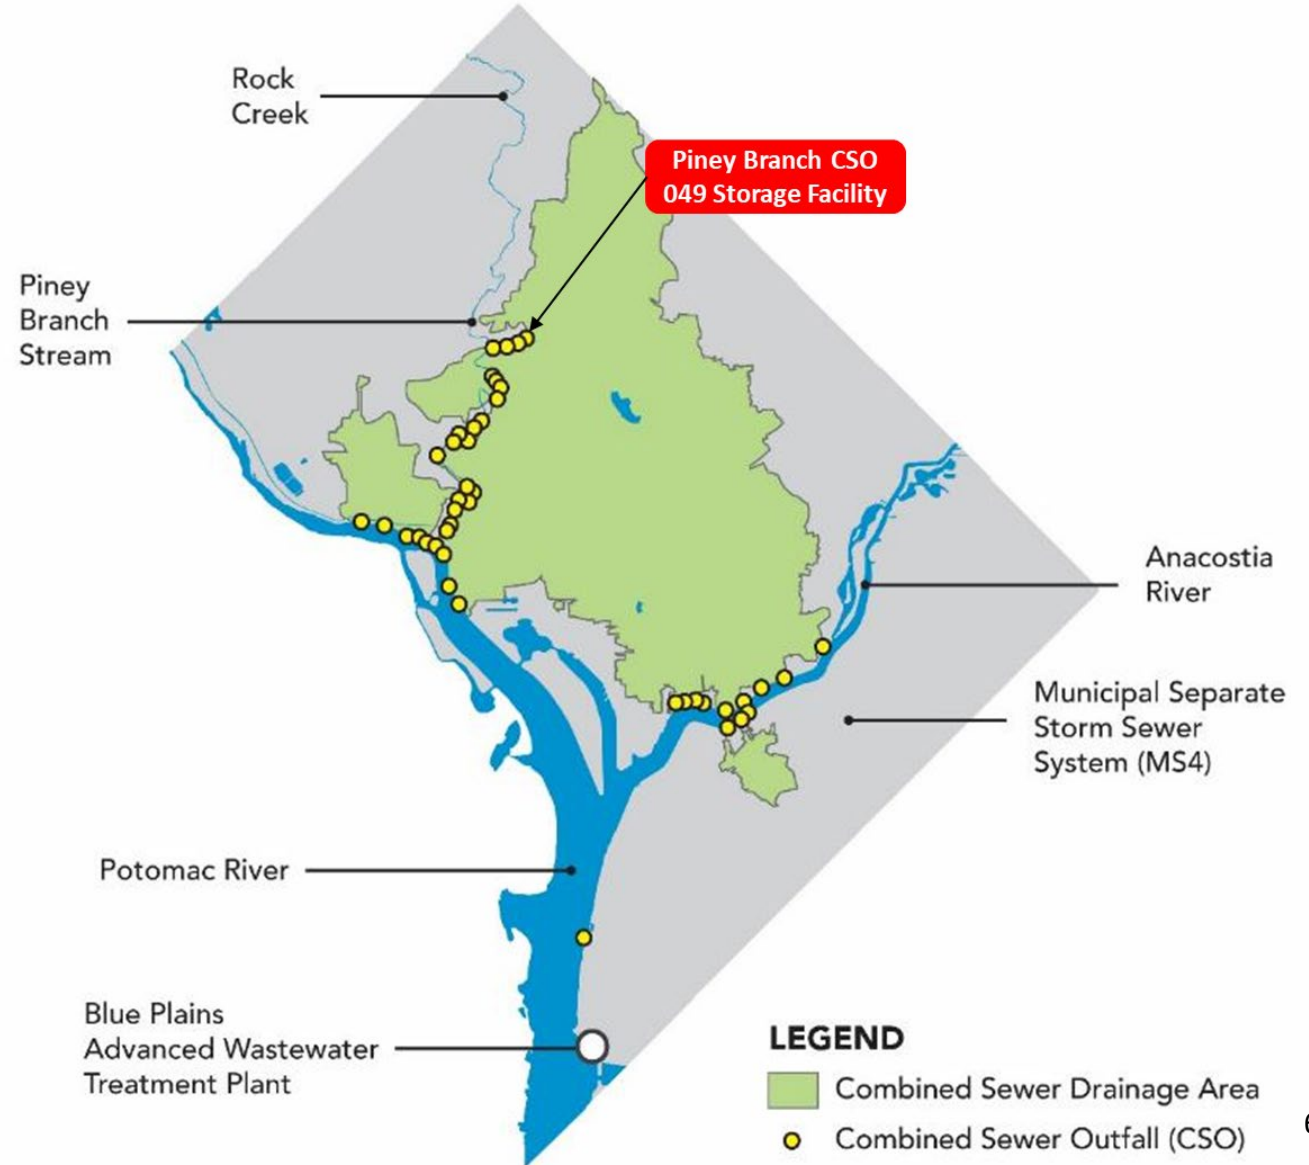 Rock
Creek
Piney Branch CSO
049 Storage Facility
Piney
Branch
Stream
Anacostia
River
Municipal Separate
Storm Sewer
System (MS4)
Potomac River
Blue Plains
Advanced Wastewater
Treatment Plant
LEGEND
Combined Sewer Drainage Area
Combined Sewer Outfall (CSO)